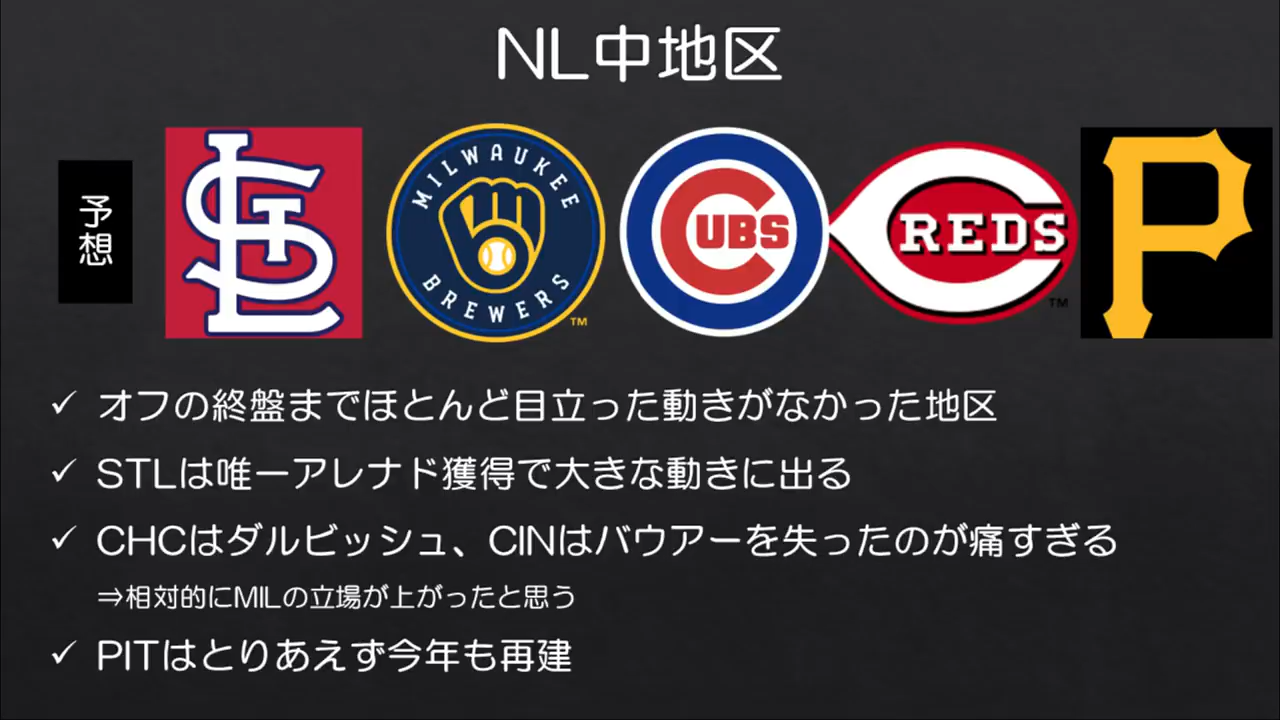 NL中地区
予想
STL
MILWAUKEE
BREWERS
TM
CUBS
REDS
TM
P
✓ オフの終盤までほとんど目立った動きがなかった地区
✓ STLは唯一アレナド獲得で大きな動きに出る
✓ CHCはダルビッシュ、CINはバウアーを失ったのが痛すぎる
⇒相対的にMILの立場が上がったと思う
✓ PITはとりあえず今年も再建